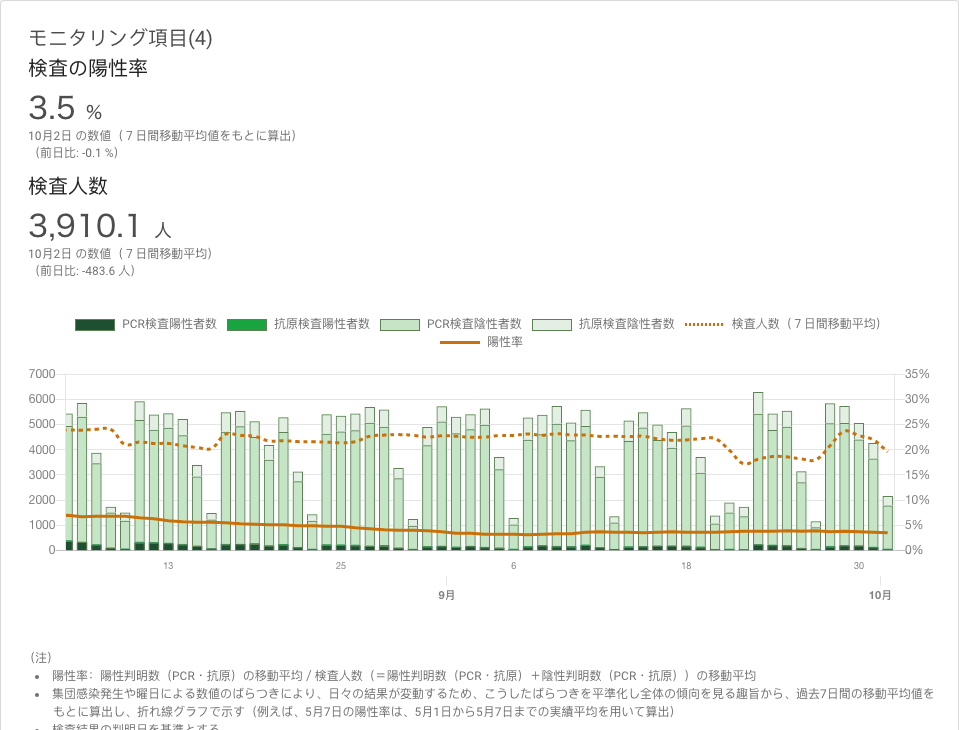 モニタリング項目(4)
検査の陽性率
3.5 %
10月2日 の数値（７日間移動平均値をもとに算出）
（前日比: -0.1 %）
検査人数
3,910.1 人
10月2日 の数値（７日間移動平均）
（前日比: -483.6 人）
PCR検査陽性者数 抗原検査陽性者数 PCR検査陰性者数 抗原検査陰性者数 検査人数（７日間移動平均）
陽性率
7000 35%
6000 30%
5000 25%
4000 20%
3000 15%
2000 10%
1000 5%
0 0%
13 25 6 18 30
9月 10月
（注）
• 陽性率：陽性判明数（PCR・抗原）の移動平均 / 検査人数（＝陽性判明数（PCR・抗原）＋陰性判明数（PCR・抗原））の移動平均
• 集団感染発生や曜日による数値のばらつきにより、日々の結果が変動するため、こうしたばらつきを平準化し全体の傾向を見る趣旨から、過去7日間の移動平均値を
もとに算出し、折れ線グラフで示す（例えば、5月7日の陽性率は、5月1日から5月7日までの実績平均を用いて算出）
• 検査結果の判明日を基準とする